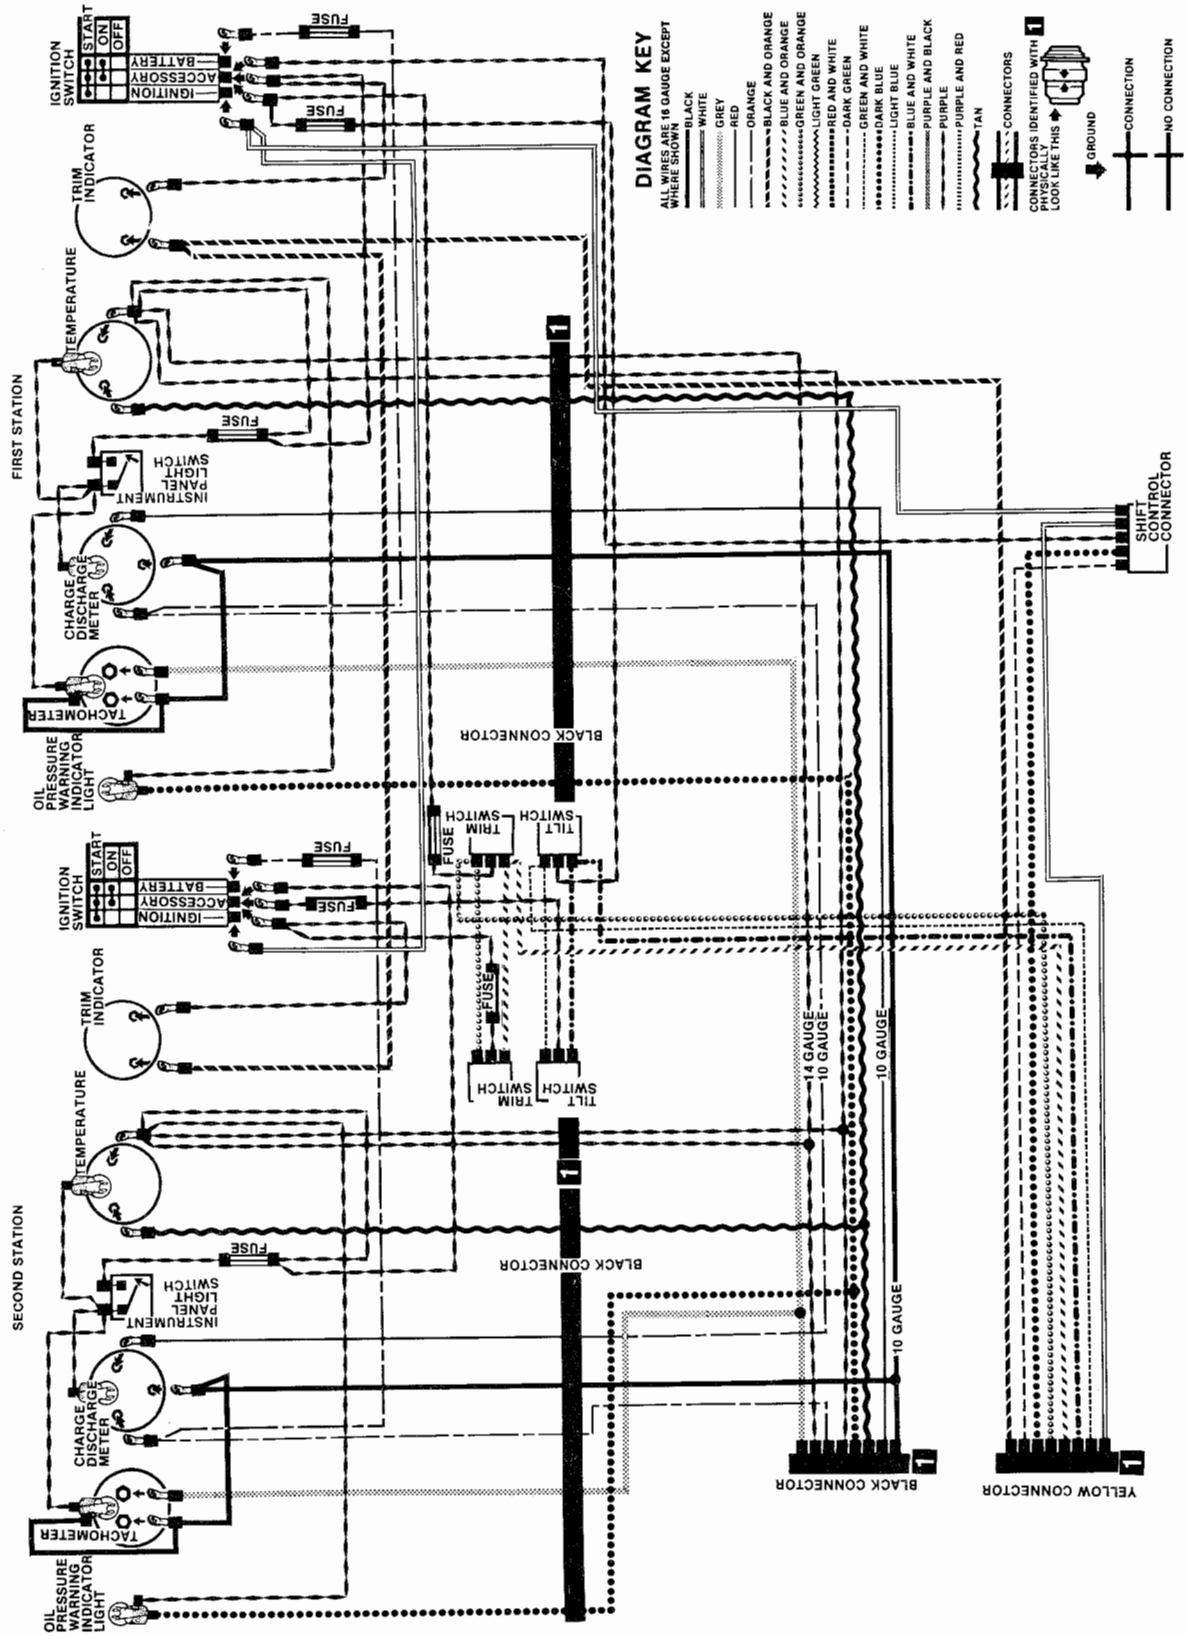 FIRST STATION
SECOND STATION
IGNITION
SWITCH
START
ON
OFF
BATTERY
ACCESSORY
IGNITION
FUSE
FUSE
TRIM
INDICATOR
TEMPERATURE
FUSE
INSTRUMENT
PANEL
LIGHT
SWITCH
CHARGE
DISCHARGE
METER
TACHOMETER
OIL
PRESSURE
WARNING
INDICATOR
LIGHT
1
BLACK CONNECTOR
FUSE
TRIM
SWITCH
TILT
SWITCH
IGNITION
SWITCH
START
ON
OFF
BATTERY
ACCESSORY
IGNITION
FUSE
FUSE
TRIM
INDICATOR
FUSE
TRIM
SWITCH
TILT
SWITCH
TEMPERATURE
FUSE
INSTRUMENT
PANEL
LIGHT
SWITCH
CHARGE
DISCHARGE
METER
TACHOMETER
OIL
PRESSURE
WARNING
INDICATOR
LIGHT
1
BLACK CONNECTOR
14 GAUGE
10 GAUGE
10 GAUGE
10 GAUGE
BLACK CONNECTOR
1
YELLOW CONNECTOR
1
SHIFT
CONTROL
CONNECTOR
DIAGRAM KEY
ALL WIRES ARE 16 GAUGE EXCEPT
WHERE SHOWN
BLACK
WHITE
GREY
RED
ORANGE
BLACK AND ORANGE
BLUE AND ORANGE
GREEN AND ORANGE
LIGHT GREEN
RED AND WHITE
DARK GREEN
GREEN AND WHITE
DARK BLUE
LIGHT BLUE
BLUE AND WHITE
PURPLE AND BLACK
PURPLE
PURPLE AND RED
TAN
CONNECTORS
CONNECTORS IDENTIFIED WITH 1
PHYSICALLY
LOOK LIKE THIS
GROUND
CONNECTION
NO CONNECTION